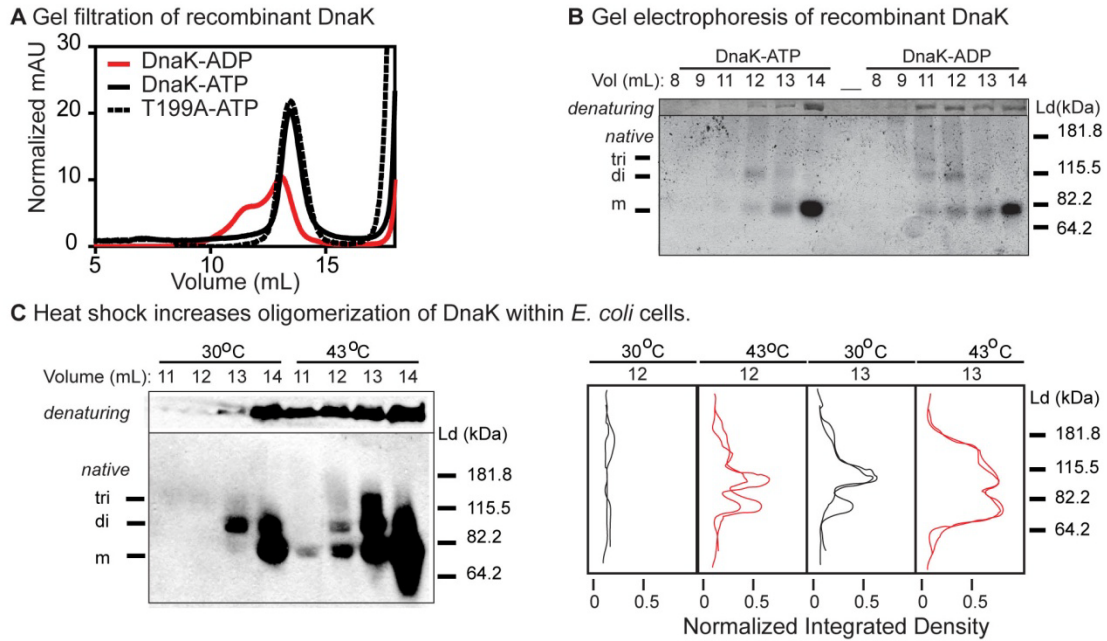 A Gel filtration of recombinant DnaK
30
20
10
0
Normalized mAU
DnaK-ADP
DnaK-ATP
T199A-ATP
5 10 15
Volume (mL)
B Gel electrophoresis of recombinant DnaK
DnaK-ATP DnaK-ADP
Vol (mL): 8 9 11 12 13 14 __ 8 9 11 12 13 14
denaturing Ld(kDa)
native
181.8
tri
115.5
di
82.2
m
64.2
C Heat shock increases oligomerization of DnaK within E. coli cells.
30°C 43°C
Volume (mL): 11 12 13 14 11 12 13 14
denaturing
Ld (kDa)
native
181.8
tri
115.5
di
82.2
m
64.2
30°C 43°C 30°C 43°C
12 12 13 13
Ld (kDa)
181.8
115.5
82.2
64.2
0 0.5 0 0.5 0 0.5 0 0.5
Normalized Integrated Density